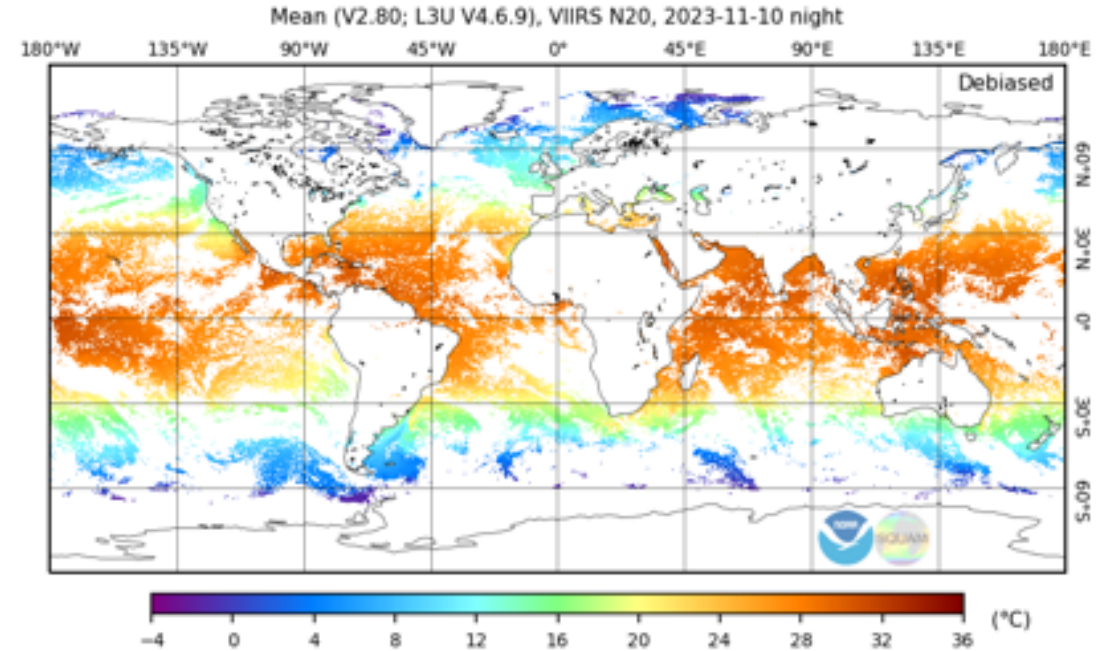 Mean (V2.80; L3U V4.6.9), VIIRS N20, 2023-11-10 night
180°W 135°W 90°W 45°W 0° 45°E 90°E 135°E 180°E
Debiased
60°N
30°N
0°
30°S
60°S
NOAA
SQUAM
−4 0 4 8 12 16 20 24 28 32 36 (°C)